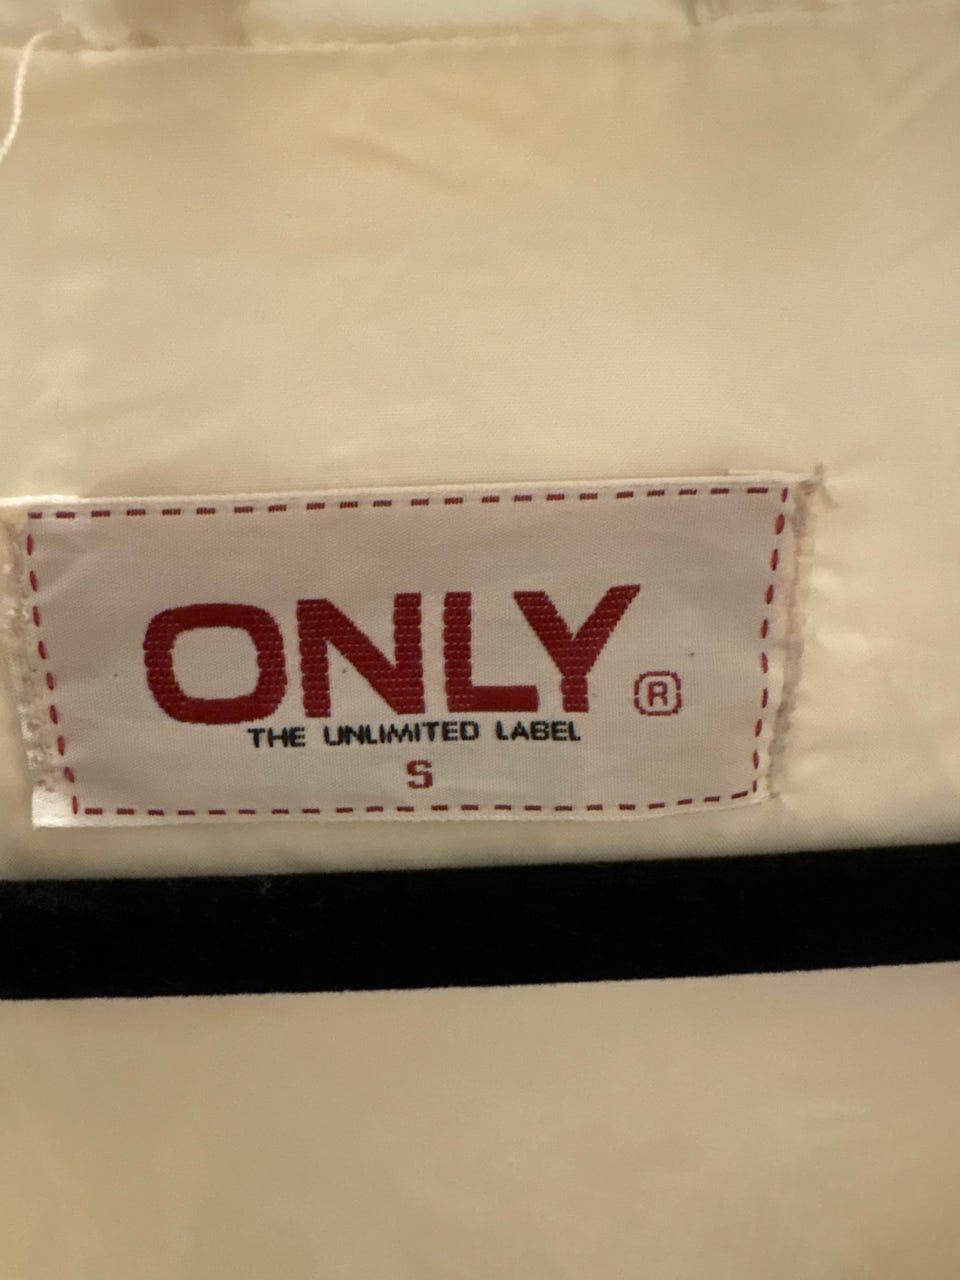 ONLY ®
THE UNLIMITED LABEL
S